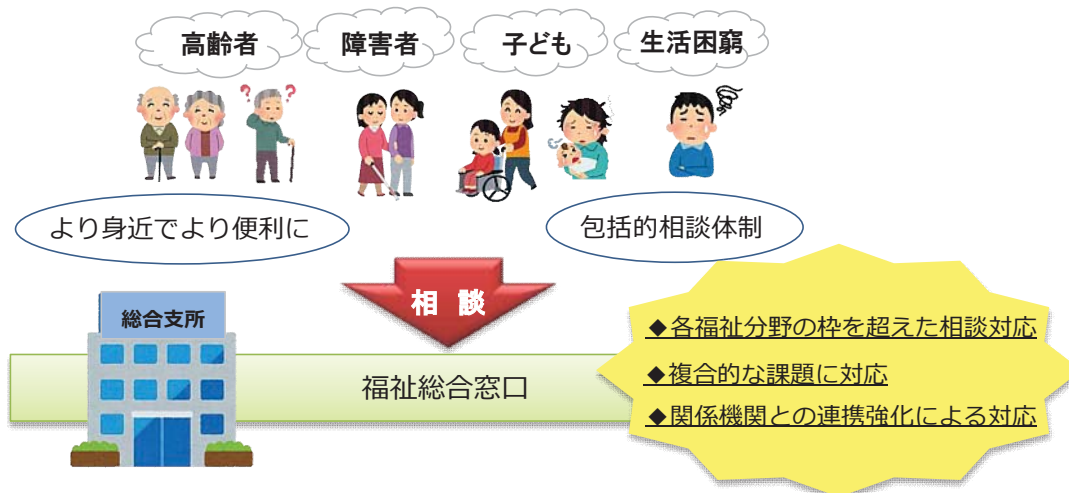 高齢者
障害者
子ども
生活困窮
より身近でより便利に
包括的相談体制
相談
総合支所
福祉総合窓口
◆各福祉分野の枠を超えた相談対応
◆複合的な課題に対応
◆関係機関との連携強化による対応